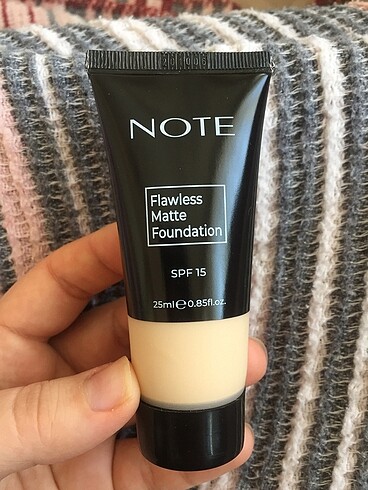 NOTE
Flawless
Matte
Foundation
SPF 15
25ml℮0.85fl.oz.